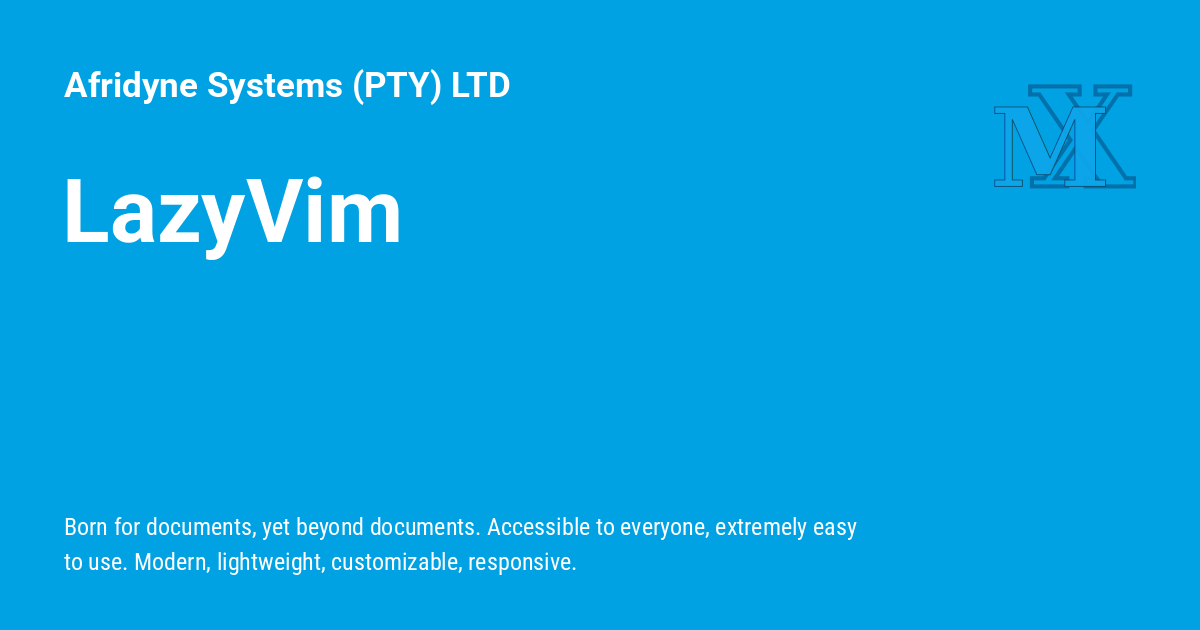 Afridyne Systems (PTY) LTD
MX
LazyVim
Born for documents, yet beyond documents. Accessible to everyone, extremely easy
to use. Modern, lightweight, customizable, responsive.